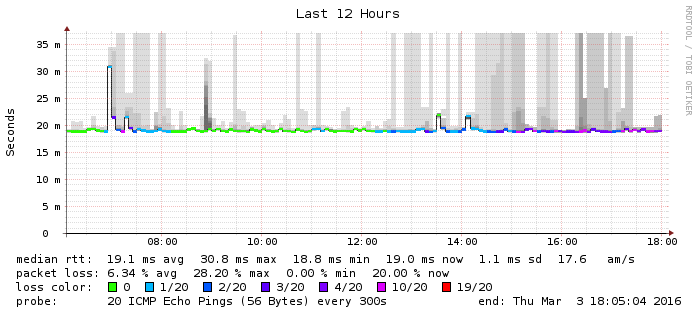 Last 12 Hours
RRDTOOL / TOBI OETIKER
Seconds
35 m
30 m
25 m
20 m
15 m
10 m
5 m
0
08:00 10:00 12:00 14:00 16:00 18:00
median rtt: 19.1 ms avg 30.8 ms max 18.8 ms min 19.0 ms now 1.1 ms sd 17.6 am/s
packet loss: 6.34 % avg 28.20 % max 0.00 % min 20.00 % now
loss color: 0 1/20 2/20 3/20 4/20 10/20 19/20
probe: 20 ICMP Echo Pings (56 Bytes) every 300s end: Thu Mar 3 18:05:04 2016